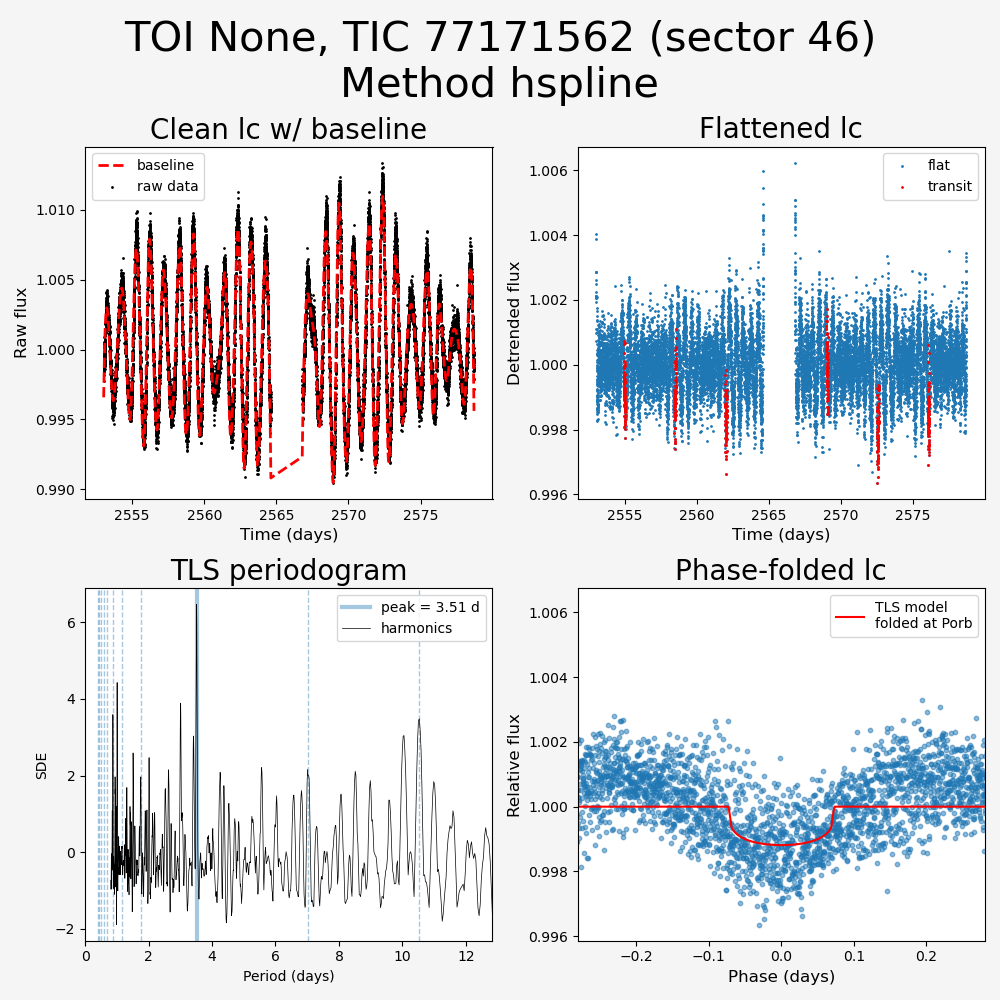 TOI None, TIC 77171562 (sector 46)
Method hspline
Clean lc w/ baseline
baseline
raw data
Raw flux
1.010
1.005
1.000
0.995
0.990
2555
2560
2565
2570
2575
Time (days)
Flattened lc
flat
transit
Detrended flux
1.006
1.004
1.002
1.000
0.998
0.996
2555
2560
2565
2570
2575
Time (days)
TLS periodogram
peak = 3.51 d
harmonics
SDE
6
4
2
0
−2
0
2
4
6
8
10
12
Period (days)
Phase-folded lc
TLS model
folded at Porb
Relative flux
1.006
1.004
1.002
1.000
0.998
0.996
−0.2
−0.1
0.0
0.1
0.2
Phase (days)